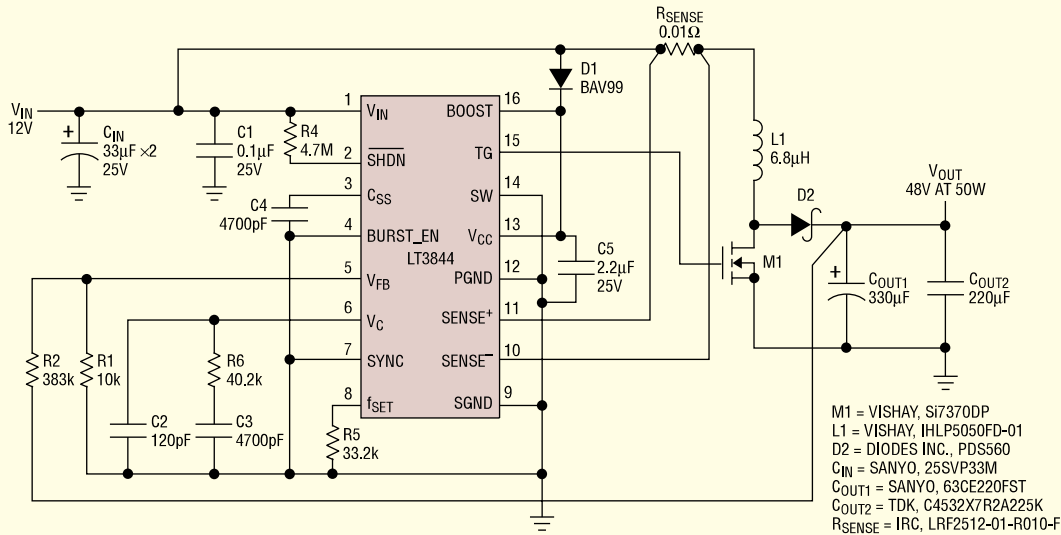 RSENSE
0.01Ω
D1
BAV99
VIN
12V
CIN
33µF ×2
25V
+
C1
0.1µF
25V
R4
4.7M
1
VIN
BOOST
16
2
SHDN
TG
15
3
CSS
SW
14
4
BURST_EN
VCC
13
LT3844
5
VFB
PGND
12
6
VC
SENSE+
11
7
SYNC
SENSE–
10
8
fSET
SGND
9
C4
4700pF
C5
2.2µF
25V
L1
6.8µH
D2
VOUT
48V AT 50W
M1
+
COUT1
330µF
COUT2
220µF
R2
383k
R1
10k
R6
40.2k
C2
120pF
C3
4700pF
R5
33.2k
M1 = VISHAY, Si7370DP
L1 = VISHAY, IHLP5050FD-01
D2 = DIODES INC., PDS560
CIN = SANYO, 25SVP33M
COUT1 = SANYO, 63CE220FST
COUT2 = TDK, C4532X7R2A225K
RSENSE = IRC, LRF2512-01-R010-F